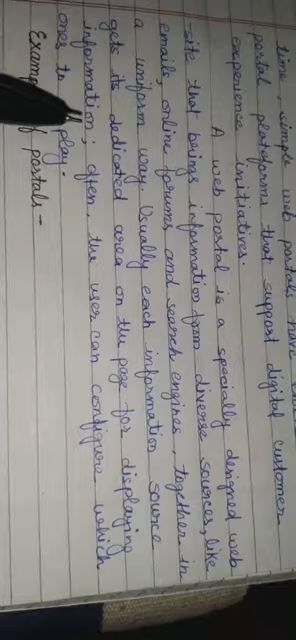 time, simple web portals have
portal plateforms that support digital customer
experience initiatives.
A web portal is a specially designed web
-site that brings information from diverse sources, like
emails, online forums and search engines, together in
a uniform way. Usually each information source
gets its dedicated area on the page for displaying
information; often, the user can configure which
ones to play.
of portals -